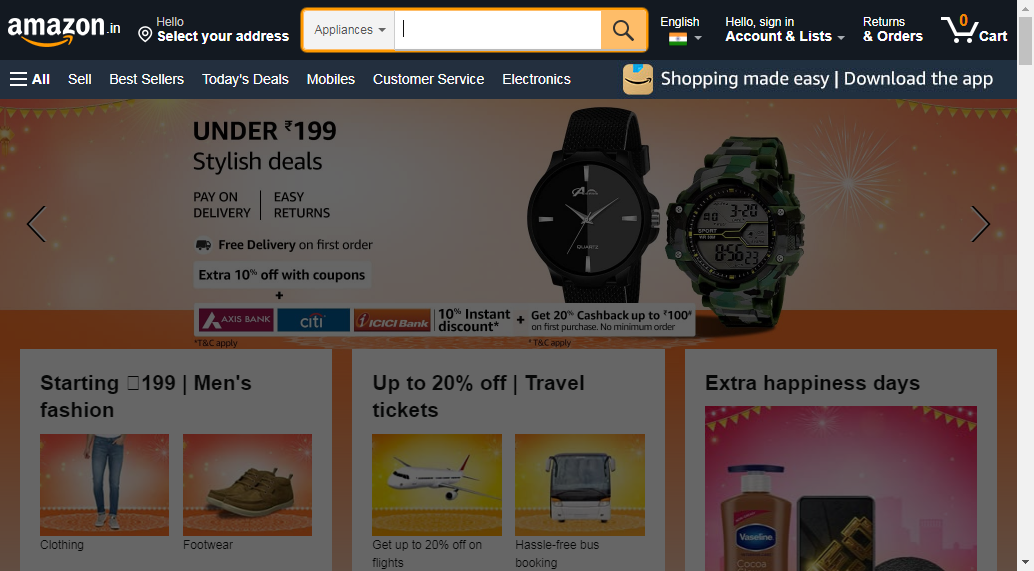 amazon.in
Hello
Select your address
Appliances
English
Hello, sign in
Account & Lists
Returns
& Orders
0
Cart
All
Sell
Best Sellers
Today's Deals
Mobiles
Customer Service
Electronics
Shopping made easy | Download the app
UNDER ₹199
Stylish deals
PAY ON
DELIVERY
EASY
RETURNS
Free Delivery on first order
Extra 10% off with coupons
+
AXIS BANK
citi
ICICI Bank
10% Instant
discount*
+
Get 20% Cashback up to ₹100#
on first purchase. No minimum order
*T&C apply
*T&C apply
QUARTZ
3-20
SPORT
8:56
Starting 199 | Men's
fashion
Clothing
Footwear
Up to 20% off | Travel
tickets
Get up to 20% off on
flights
Hassle-free bus
booking
Extra happiness days
Vaseline
Cocoa